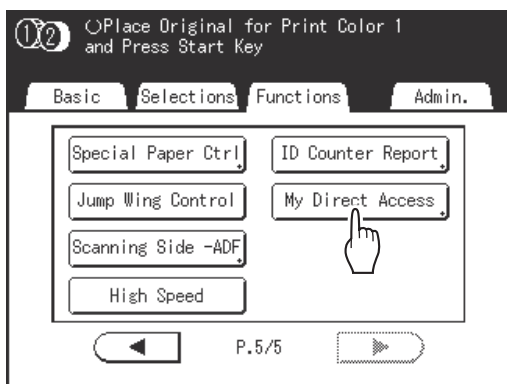 ①② ○Place Original for Print Color 1
and Press Start Key
Basic Selections Functions Admin.
Special Paper Ctrl ID Counter Report
Jump Wing Control My Direct Access
Scanning Side -ADF
High Speed
P.5/5